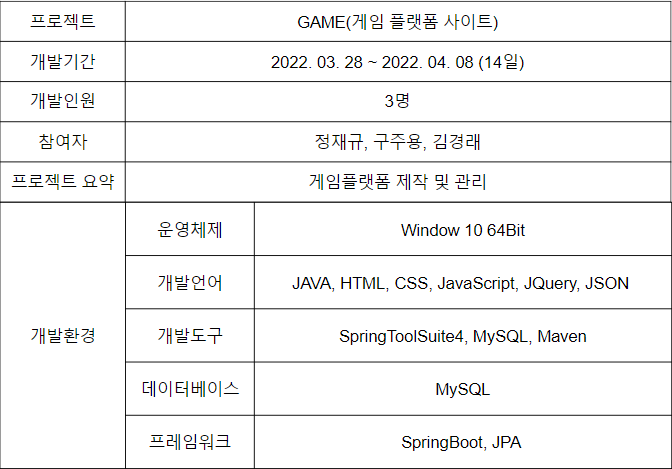 프로젝트 GAME(게임 플랫폼 사이트)
개발기간 2022. 03. 28 ~ 2022. 04. 08 (14일)
개발인원 3명
참여자 정재규, 구주용, 김경래
프로젝트 요약 게임플랫폼 제작 및 관리
개발환경
운영체제 Window 10 64Bit
개발언어 JAVA, HTML, CSS, JavaScript, JQuery, JSON
개발도구 SpringToolSuite4, MySQL, Maven
데이터베이스 MySQL
프레임워크 SpringBoot, JPA